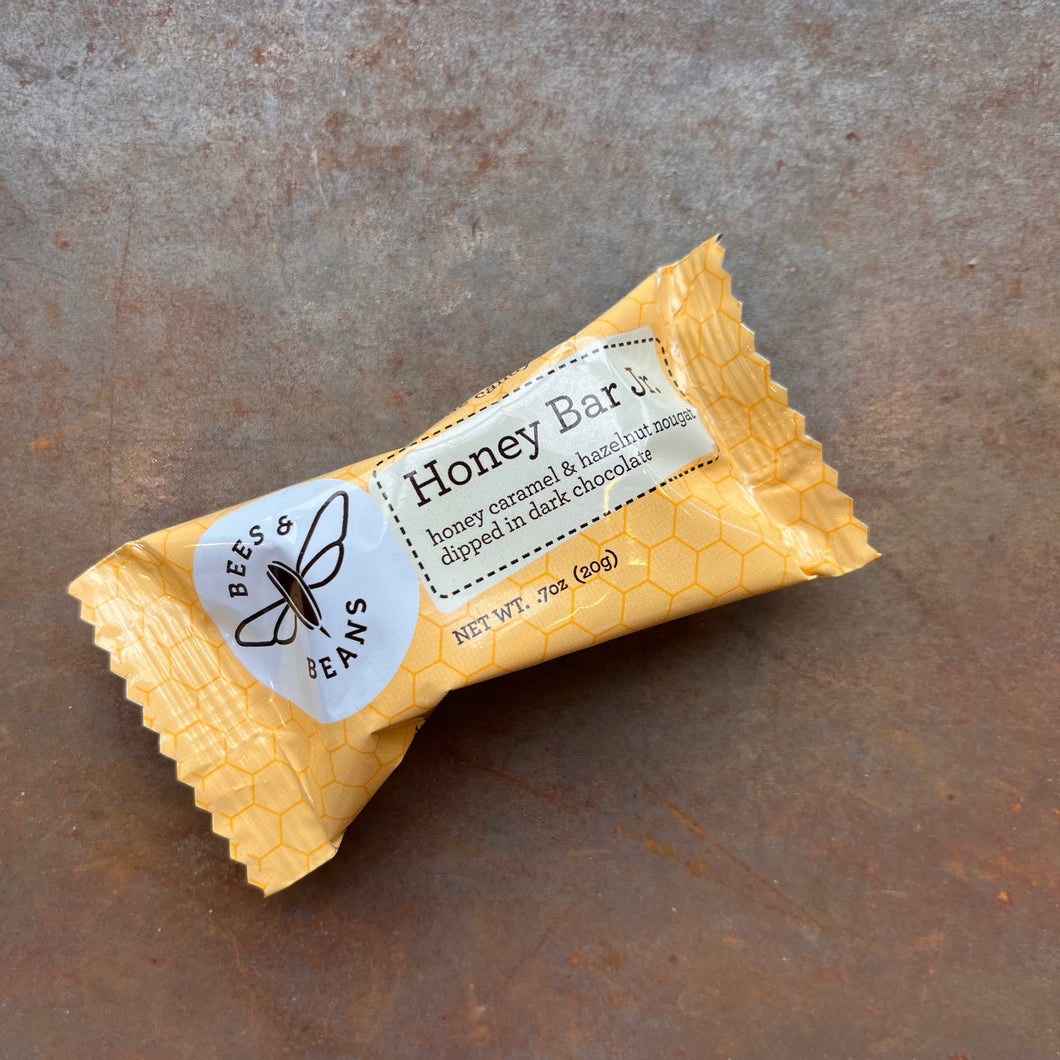 BEES &
BEANS
Honey Bar Jr.
honey caramel & hazelnut nougat
dipped in dark chocolate
NET WT. .7oz (20g)